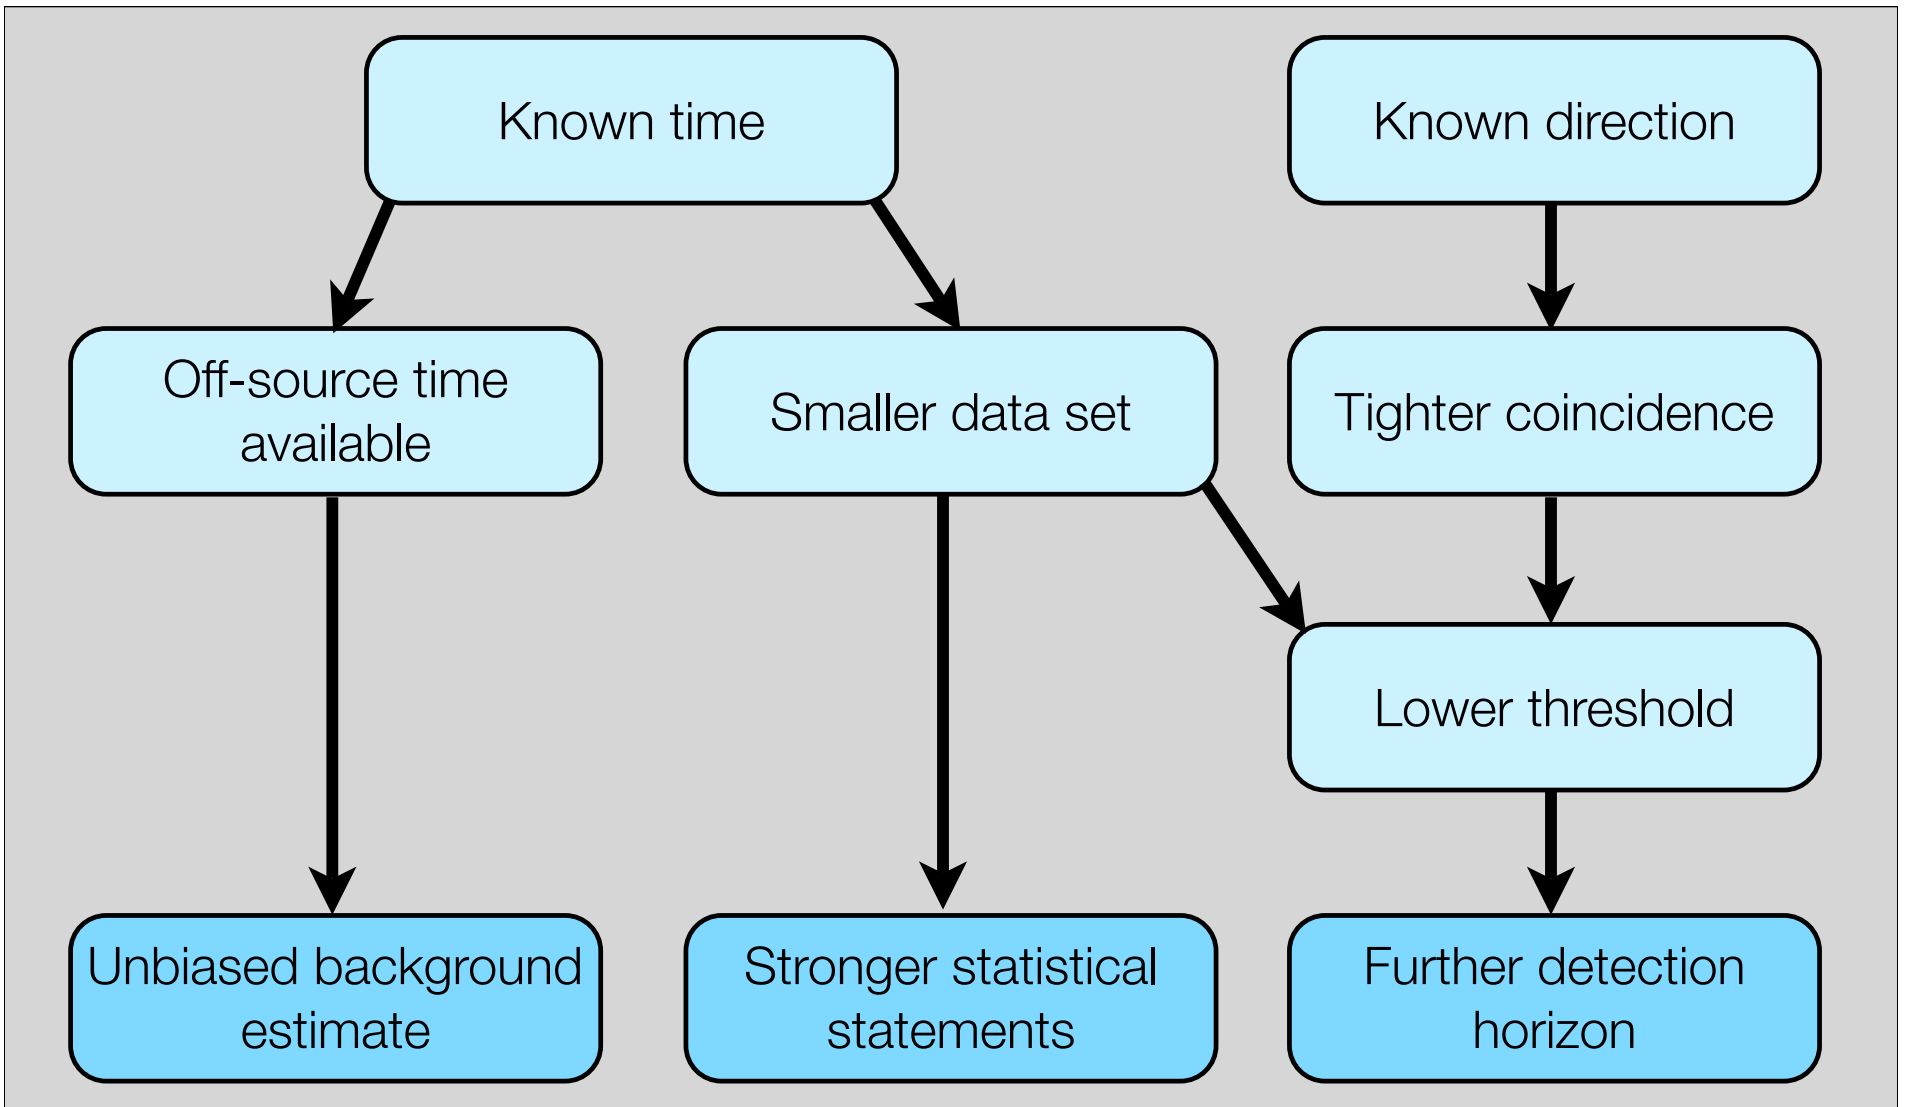 Known time
Known direction
Off-source time
available
Smaller data set
Tighter coincidence
Lower threshold
Unbiased background
estimate
Stronger statistical
statements
Further detection
horizon